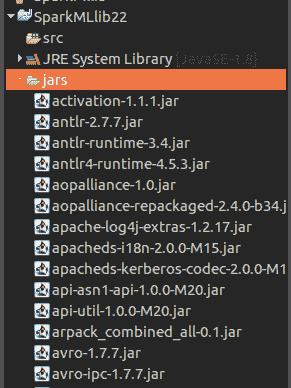 SparkMLlib22
src
JRE System Library [JavaSE-1.8]
jars
activation-1.1.1.jar
antlr-2.7.7.jar
antlr-runtime-3.4.jar
antlr4-runtime-4.5.3.jar
aopalliance-1.0.jar
aopalliance-repackaged-2.4.0-b34.j
apache-log4j-extras-1.2.17.jar
apacheds-i18n-2.0.0-M15.jar
apacheds-kerberos-codec-2.0.0-M1
api-asn1-api-1.0.0-M20.jar
api-util-1.0.0-M20.jar
arpack_combined_all-0.1.jar
avro-1.7.7.jar
avro-ipc-1.7.7.jar